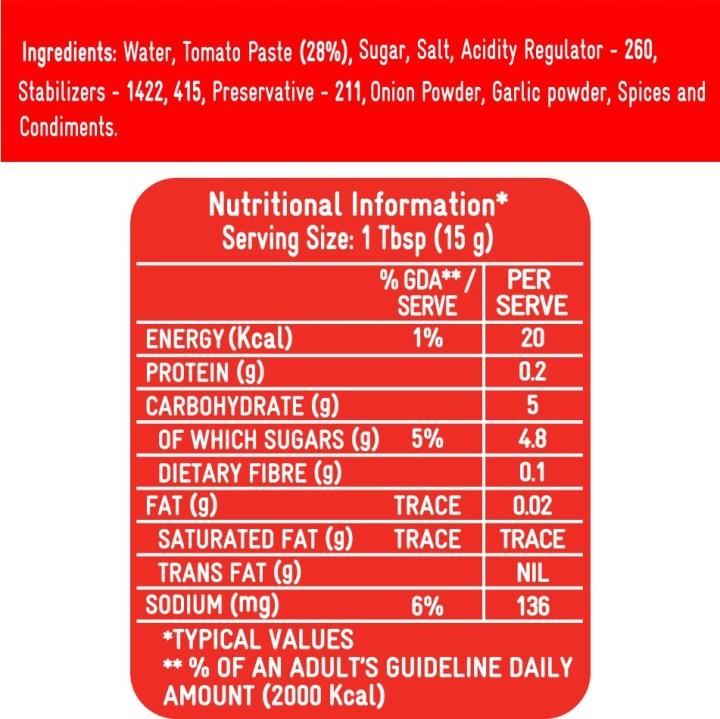 Ingredients: Water, Tomato Paste (28%), Sugar, Salt, Acidity Regulator - 260,
Stabilizers - 1422, 415, Preservative - 211, Onion Powder, Garlic powder, Spices and
Condiments.
Nutritional Information*
Serving Size: 1 Tbsp (15 g)
% GDA** / PER
SERVE SERVE
ENERGY (Kcal) 1% 20
PROTEIN (g) 0.2
CARBOHYDRATE (g) 5
OF WHICH SUGARS (g) 5% 4.8
DIETARY FIBRE (g) 0.1
FAT (g) TRACE 0.02
SATURATED FAT (g) TRACE TRACE
TRANS FAT (g) NIL
SODIUM (mg) 6% 136
*TYPICAL VALUES
** % OF AN ADULT'S GUIDELINE DAILY
AMOUNT (2000 Kcal)